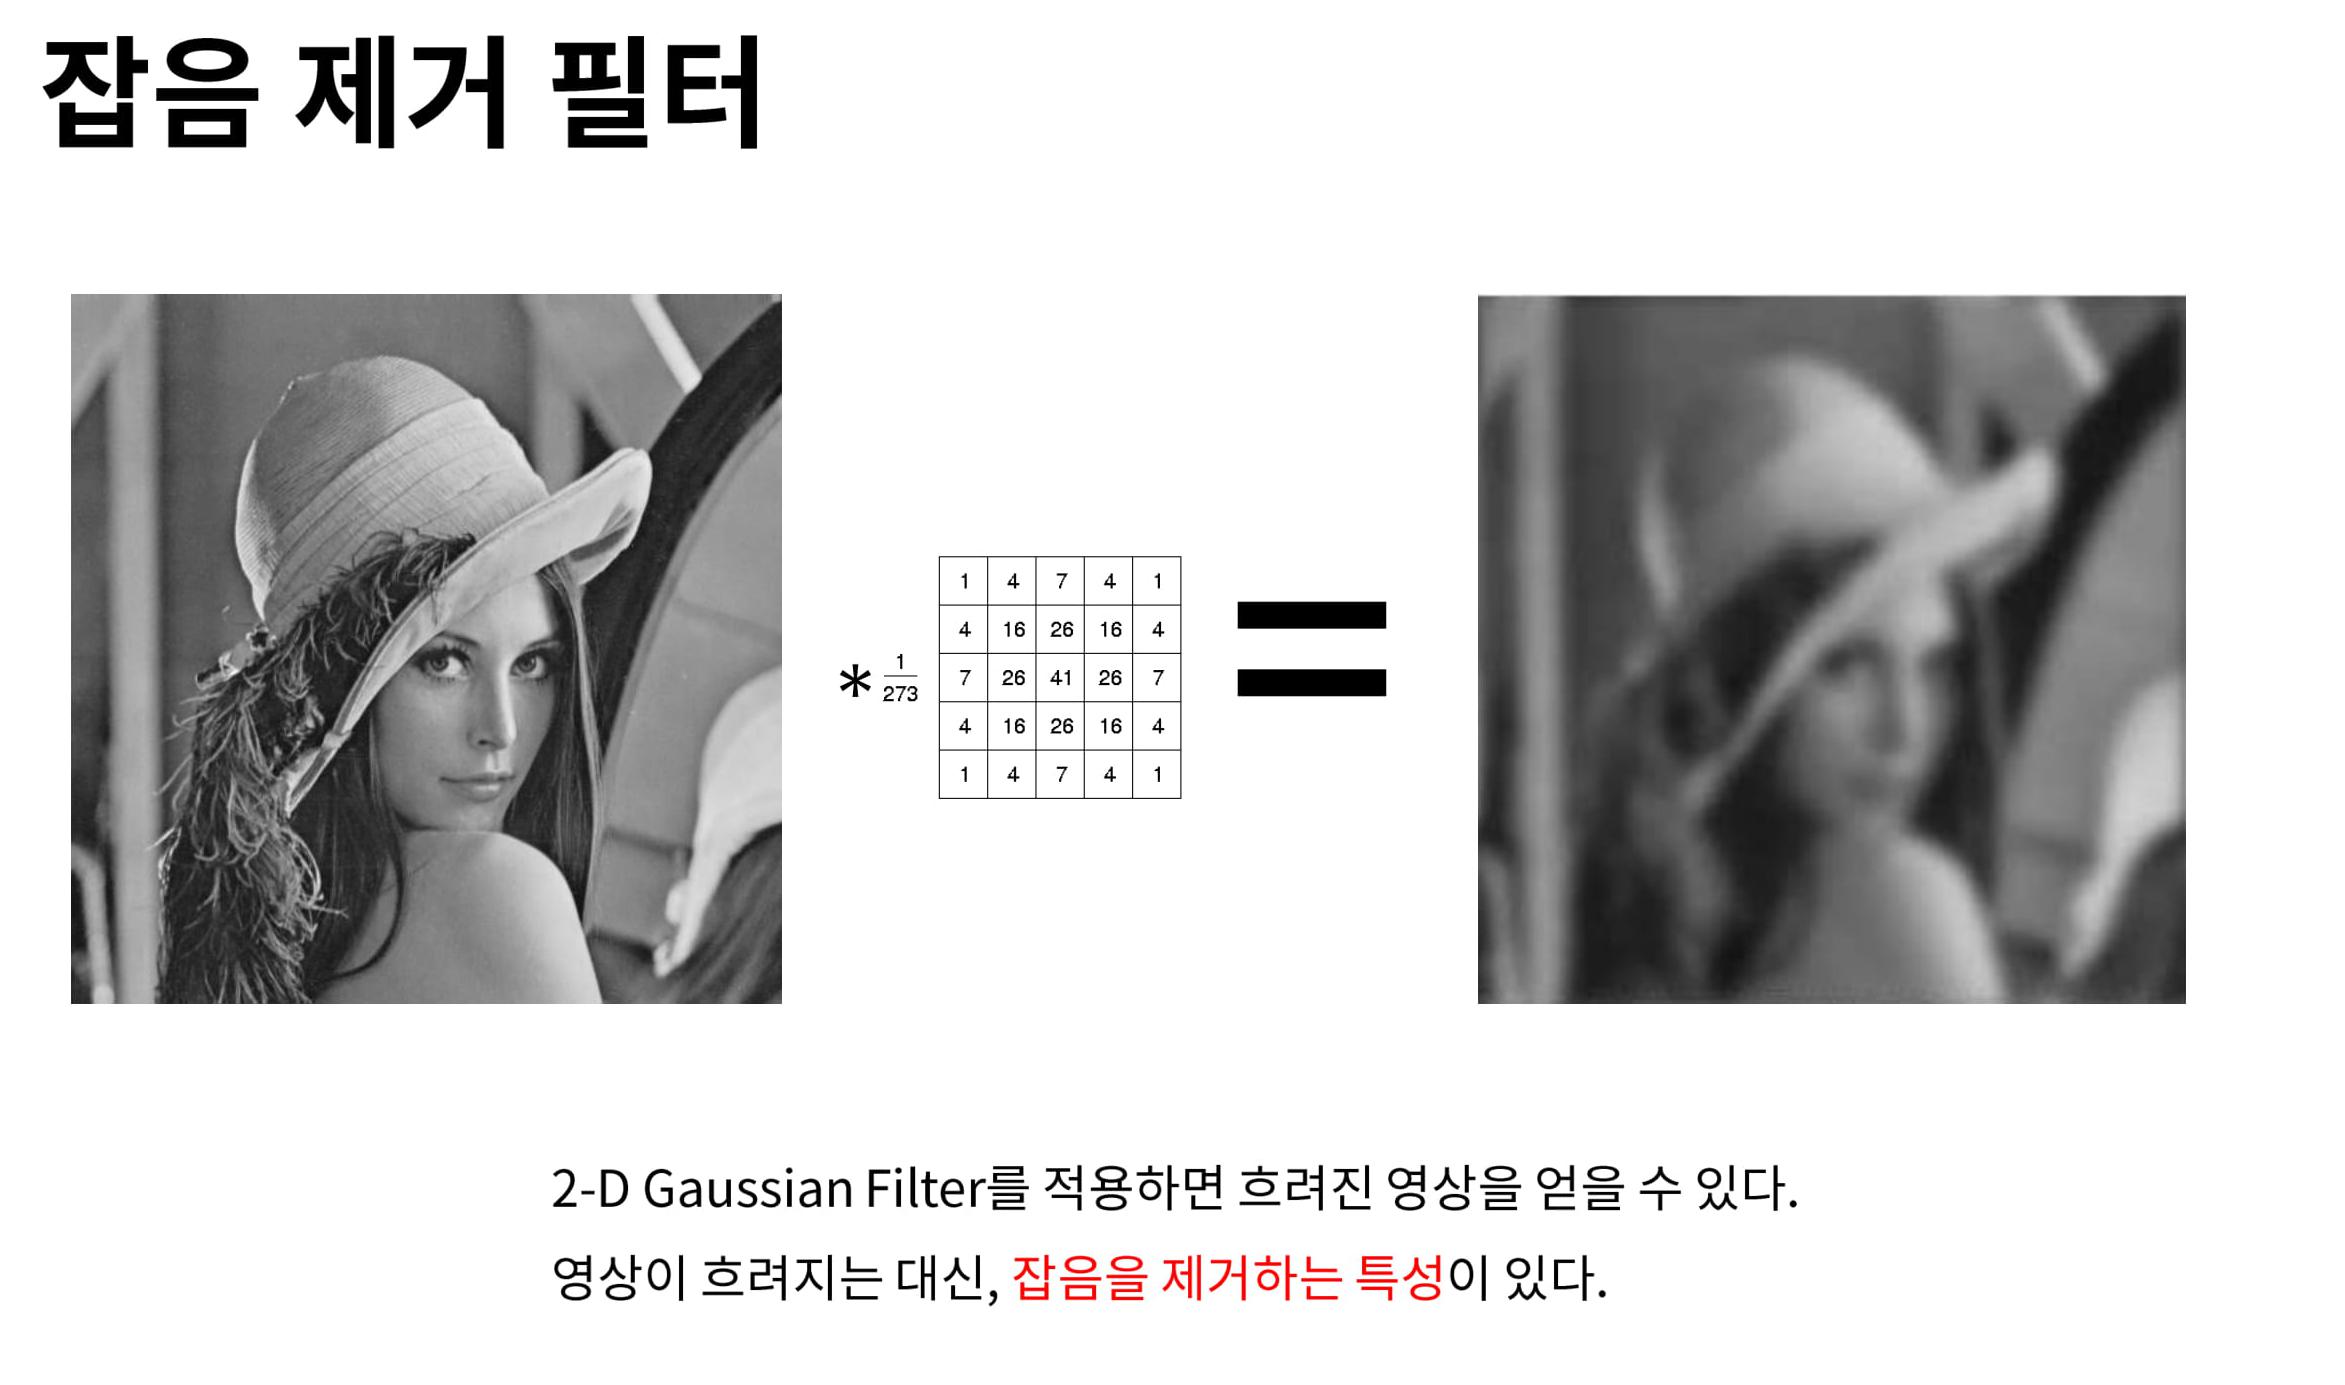 잡음 제거 필터
* 1/273
1 4 7 4 1
4 16 26 16 4
7 26 41 26 7
4 16 26 16 4
1 4 7 4 1
=
2-D Gaussian Filter를 적용하면 흐려진 영상을 얻을 수 있다.
영상이 흐려지는 대신, 잡음을 제거하는 특성이 있다.